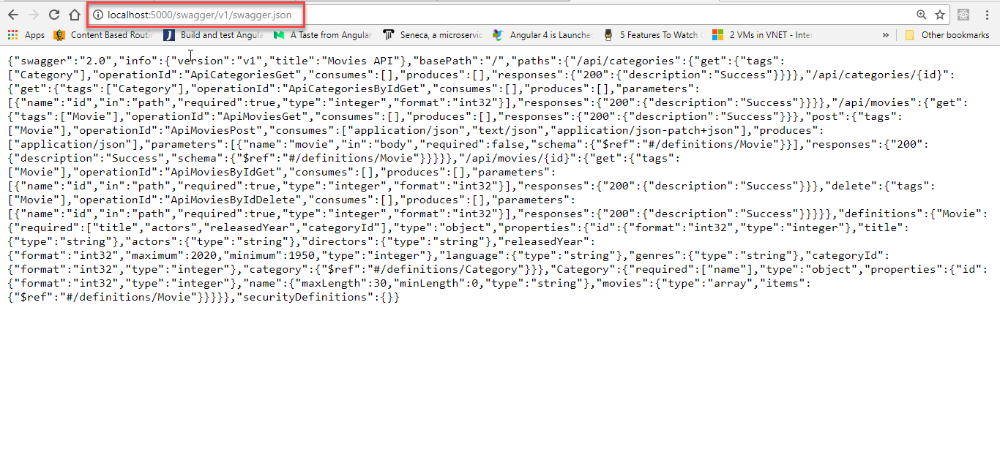 localhost:5000/swagger/v1/swagger.json
Apps Content Based Routin Build and test Angula A Taste from Angular Seneca, a microservic Angular 4 is Launche 5 Features To Watch 2 VMs in VNET - Inte » Other bookmarks
{"swagger":"2.0","info":{"version":"v1","title":"Movies API"},"basePath":"/","paths":{"/api/categories":{"get":{"tags":
["Category"],"operationId":"ApiCategoriesGet","consumes":[],"produces":[],"responses":{"200":{"description":"Success"}}}},"/api/categories/{id}":
{"get":{"tags":["Category"],"operationId":"ApiCategoriesByIdGet","consumes":[],"produces":[],"parameters":
[{"name":"id","in":"path","required":true,"type":"integer","format":"int32"}],"responses":{"200":{"description":"Success"}}}},"/api/movies":{"get":
{"tags":["Movie"],"operationId":"ApiMoviesGet","consumes":[],"produces":[],"responses":{"200":{"description":"Success"}}},"post":{"tags":
["Movie"],"operationId":"ApiMoviesPost","consumes":["application/json","text/json","application/json-patch+json"],"produces":
["application/json"],"parameters":[{"name":"movie","in":"body","required":false,"schema":{"$ref":"#/definitions/Movie"}}],"responses":{"200":
{"description":"Success","schema":{"$ref":"#/definitions/Movie"}}}}},"/api/movies/{id}":{"get":{"tags":
["Movie"],"operationId":"ApiMoviesByIdGet","consumes":[],"produces":[],"parameters":
[{"name":"id","in":"path","required":true,"type":"integer","format":"int32"}],"responses":{"200":{"description":"Success"}}},"delete":{"tags":
["Movie"],"operationId":"ApiMoviesByIdDelete","consumes":[],"produces":[],"parameters":
[{"name":"id","in":"path","required":true,"type":"integer","format":"int32"}],"responses":{"200":{"description":"Success"}}}}},"definitions":{"Movie":
{"required":["title","actors","releasedYear","categoryId"],"type":"object","properties":{"id":{"format":"int32","type":"integer"},"title":
{"type":"string"},"actors":{"type":"string"},"directors":{"type":"string"},"releasedYear":
{"format":"int32","maximum":2020,"minimum":1950,"type":"integer"},"language":{"type":"string"},"genres":{"type":"string"},"categoryId":
{"format":"int32","type":"integer"},"category":{"$ref":"#/definitions/Category"}}},"Category":{"required":["name"],"type":"object","properties":{"id":
{"format":"int32","type":"integer"},"name":{"maxLength":30,"minLength":0,"type":"string"},"movies":{"type":"array","items":
{"$ref":"#/definitions/Movie"}}}}},"securityDefinitions":{}}